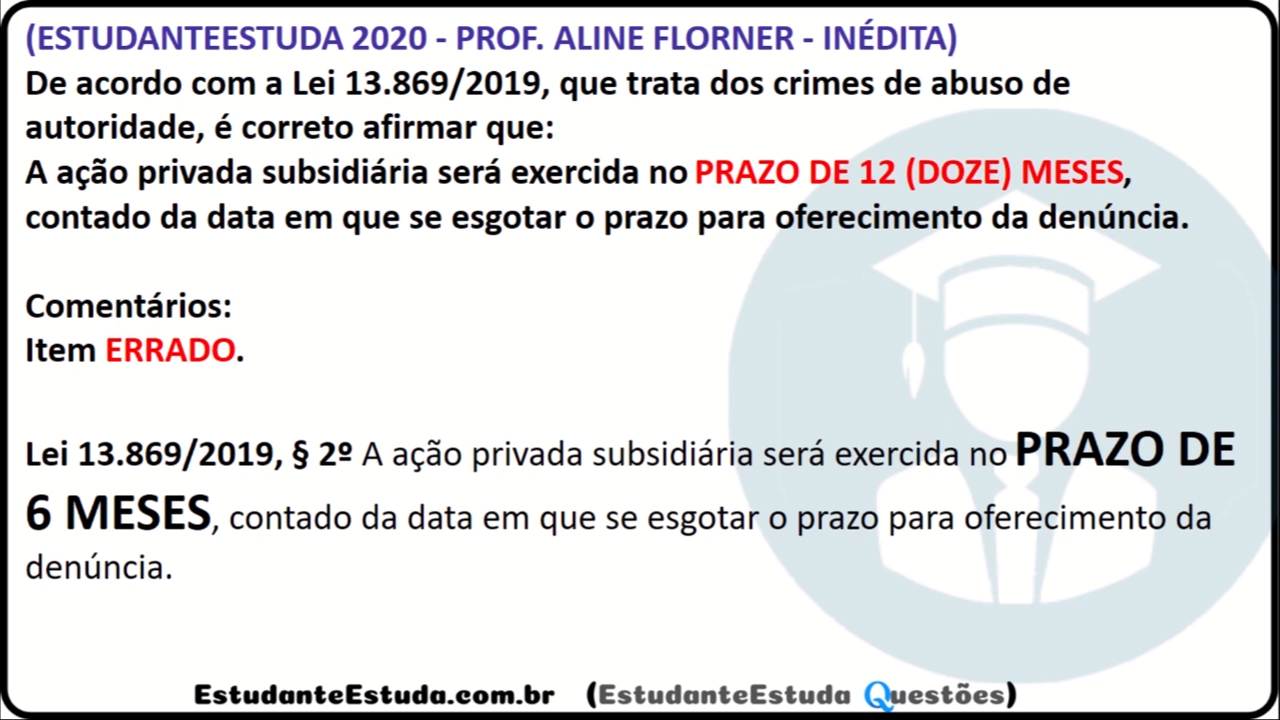 (ESTUDANTEESTUDA 2020 - PROF. ALINE FLORNER - INÉDITA)
De acordo com a Lei 13.869/2019, que trata dos crimes de abuso de
autoridade, é correto afirmar que:
A ação privada subsidiária será exercida no PRAZO DE 12 (DOZE) MESES,
contado da data em que se esgotar o prazo para oferecimento da denúncia.
Comentários:
Item ERRADO.
Lei 13.869/2019, § 2º A ação privada subsidiária será exercida no PRAZO DE
6 MESES, contado da data em que se esgotar o prazo para oferecimento da
denúncia.
EstudanteEstuda.com.br (EstudanteEstuda Questões)